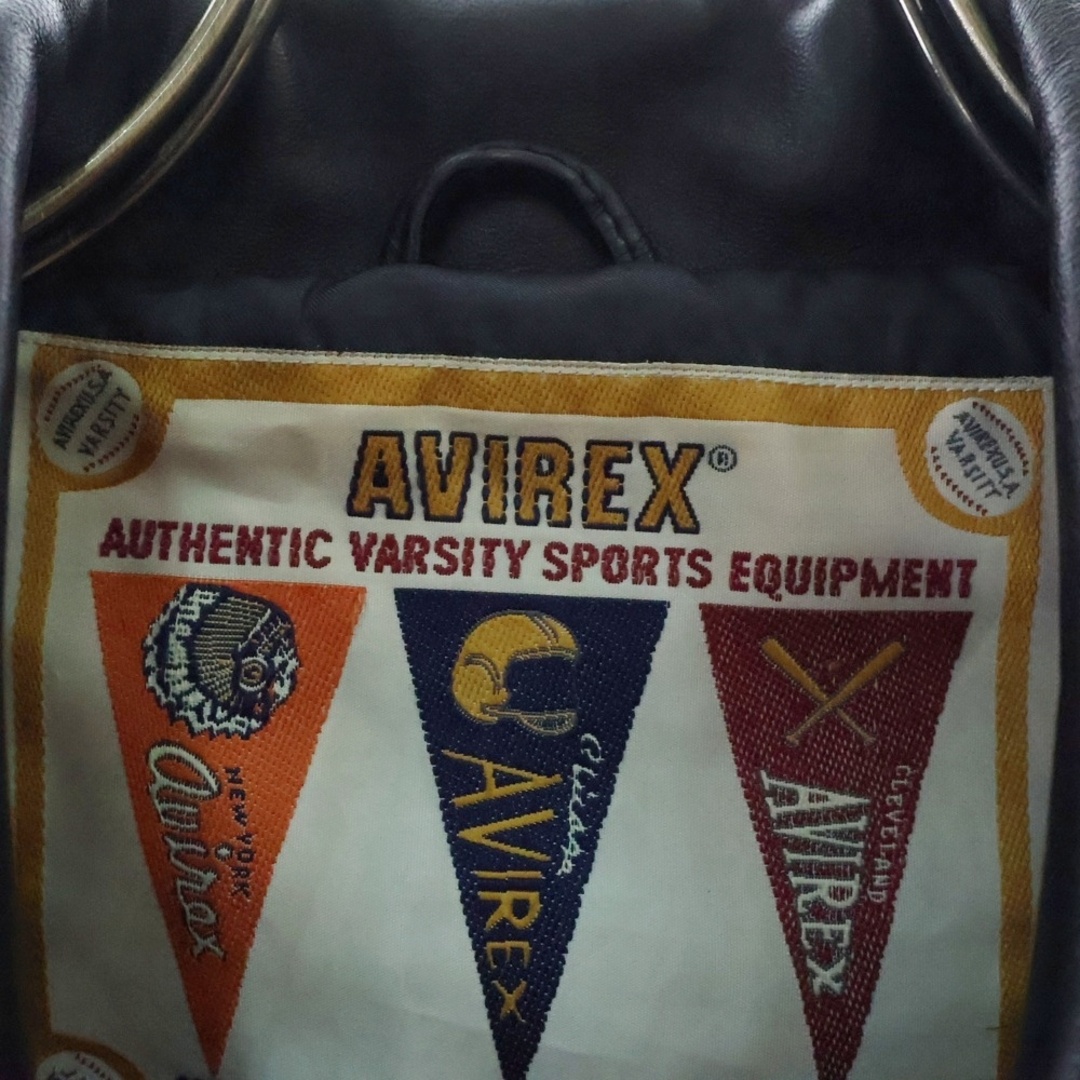 AVIREX U.S.A.
VARSITY
AVIREX®
AVIREX U.S.A.
VARSITY
AUTHENTIC VARSITY SPORTS EQUIPMENT
NEW YORK
Avirex
Chicago
AVIREX
CLEVELAND
AVIREX